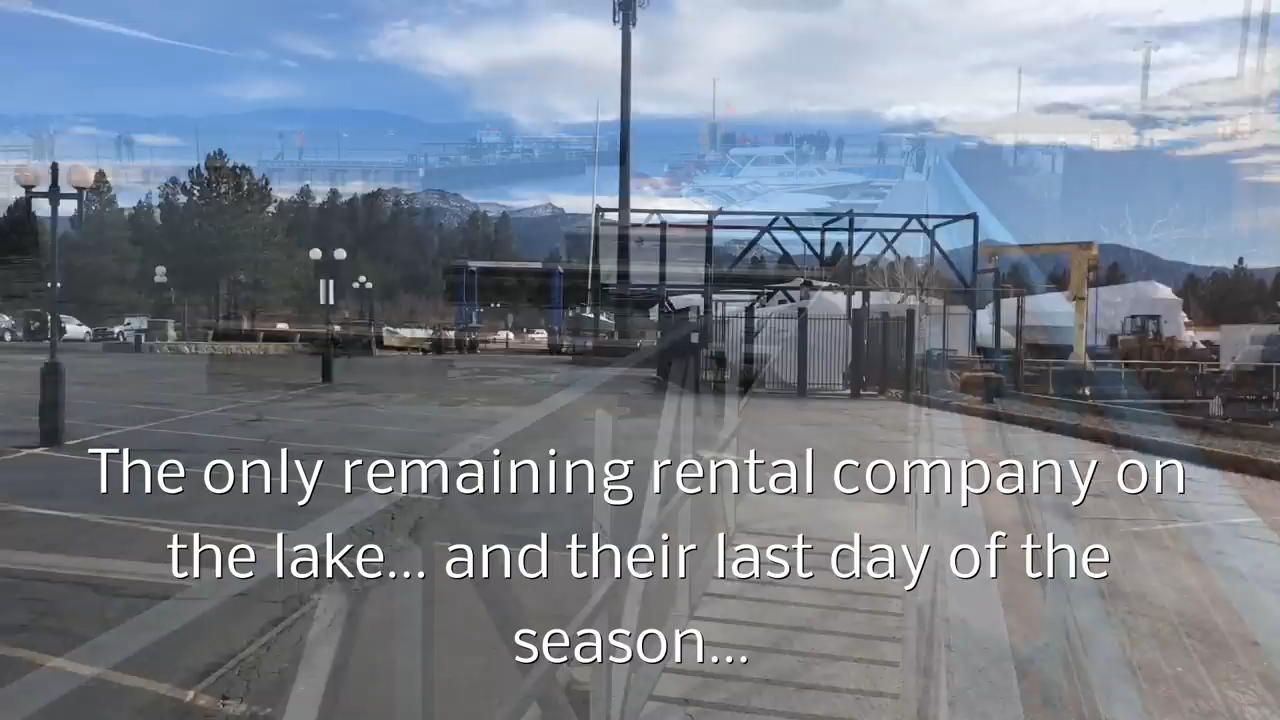 The only remaining rental company on
the lake... and their last day of the
season...